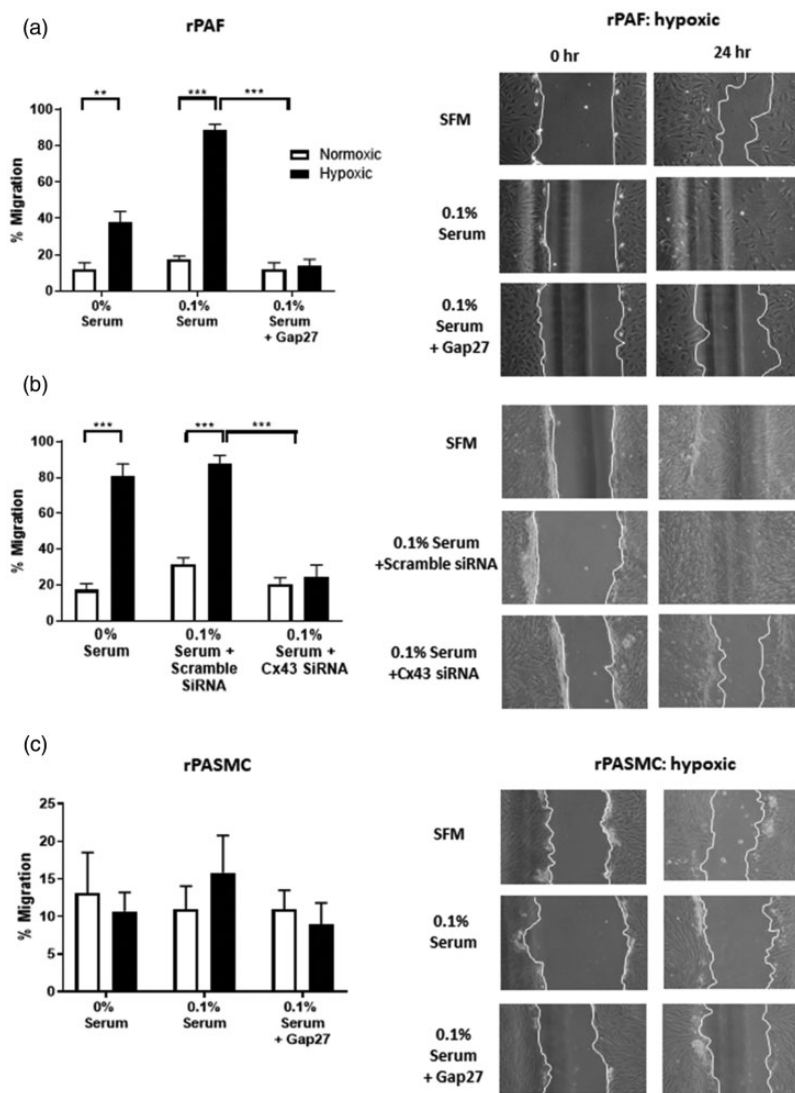 (a)
rPAF
% Migration
100
80
60
40
20
0
**
***
***
Normoxic
Hypoxic
0%
Serum
0.1%
Serum
0.1%
Serum
+ Gap27
rPAF: hypoxic
0 hr
24 hr
SFM
0.1%
Serum
0.1%
Serum
+ Gap27
(b)
% Migration
100
80
60
40
20
0
***
***
***
0%
Serum
0.1%
Serum +
Scramble
SiRNA
0.1%
Serum +
Cx43 SiRNA
SFM
0.1% Serum
+Scramble siRNA
0.1% Serum
+Cx43 siRNA
(c)
rPASMC
% Migration
25
20
15
10
5
0
0%
Serum
0.1%
Serum
0.1%
Serum
+ Gap27
rPASMC: hypoxic
SFM
0.1%
Serum
0.1%
Serum
+ Gap27